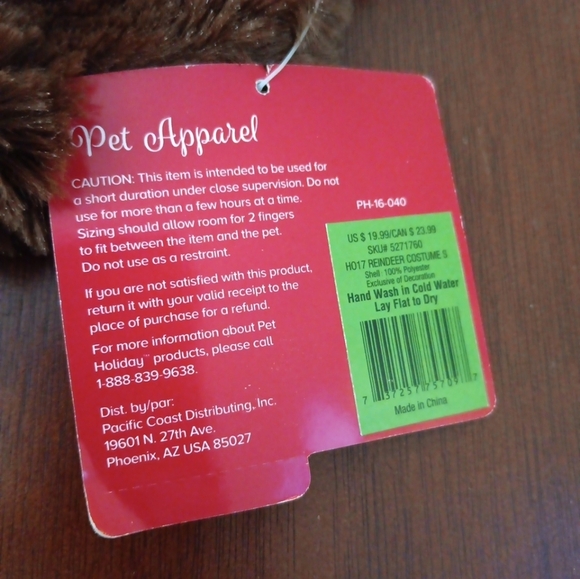 Pet Apparel
CAUTION: This item is intended to be used for
a short duration under close supervision. Do not
use for more than a few hours at a time.
Sizing should allow room for 2 fingers
to fit between the item and the pet.
Do not use as a restraint.
If you are not satisfied with this product,
return it with your valid receipt to the
place of purchase for a refund.
For more information about Pet
Holiday™ products, please call
1-888-839-9638.
Dist. by/par:
Pacific Coast Distributing, Inc.
19601 N. 27th Ave.
Phoenix, AZ USA 85027
PH-16-040
US $ 19.99/CAN $ 23.99
SKU# 5271760
HO17 REINDEER COSTUME S
Shell: 100% Polyester
Exclusive of Decoration
Hand Wash in Cold Water
Lay Flat to Dry
7 37257 75709 7
Made in China